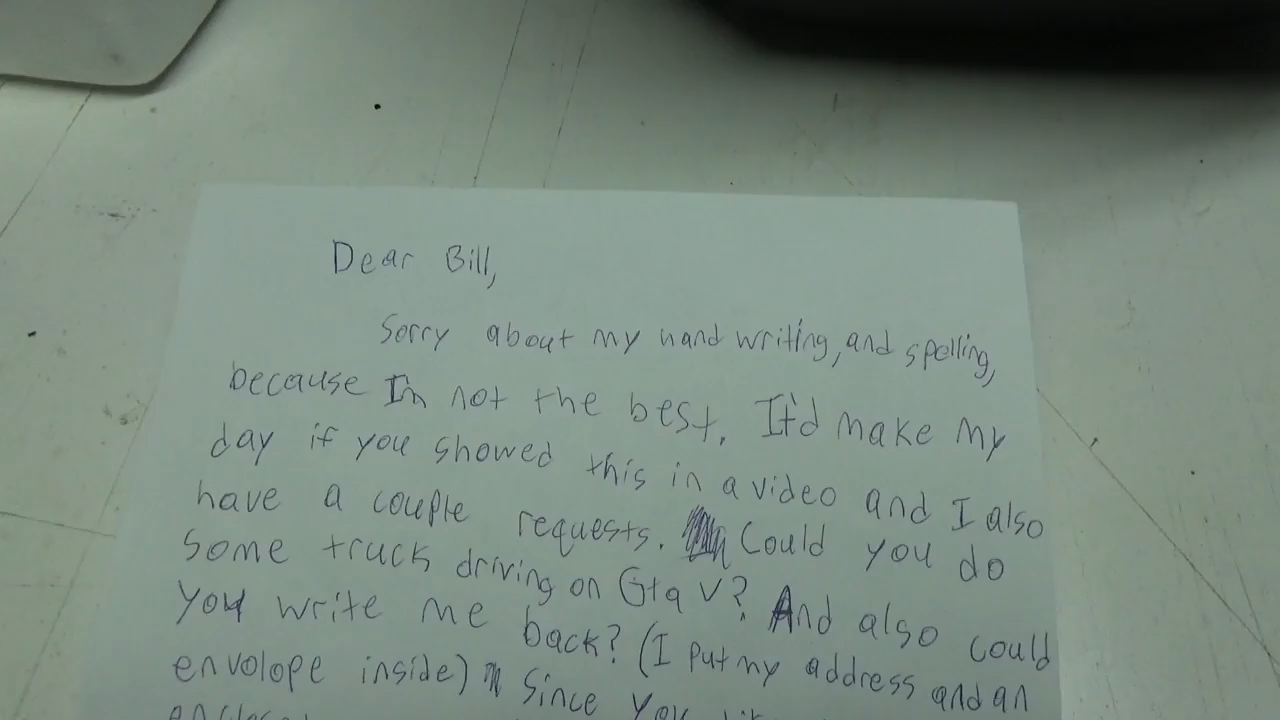 Dear Bill,
Sorry about my hand writing, and spelling,
because I'm not the best. It'd make my
day if you showed this in a video and I also
have a couple requests. Could you do
some truck driving on Gta V? And also could
you write me back? (I put my address and an
envolope inside) Since you